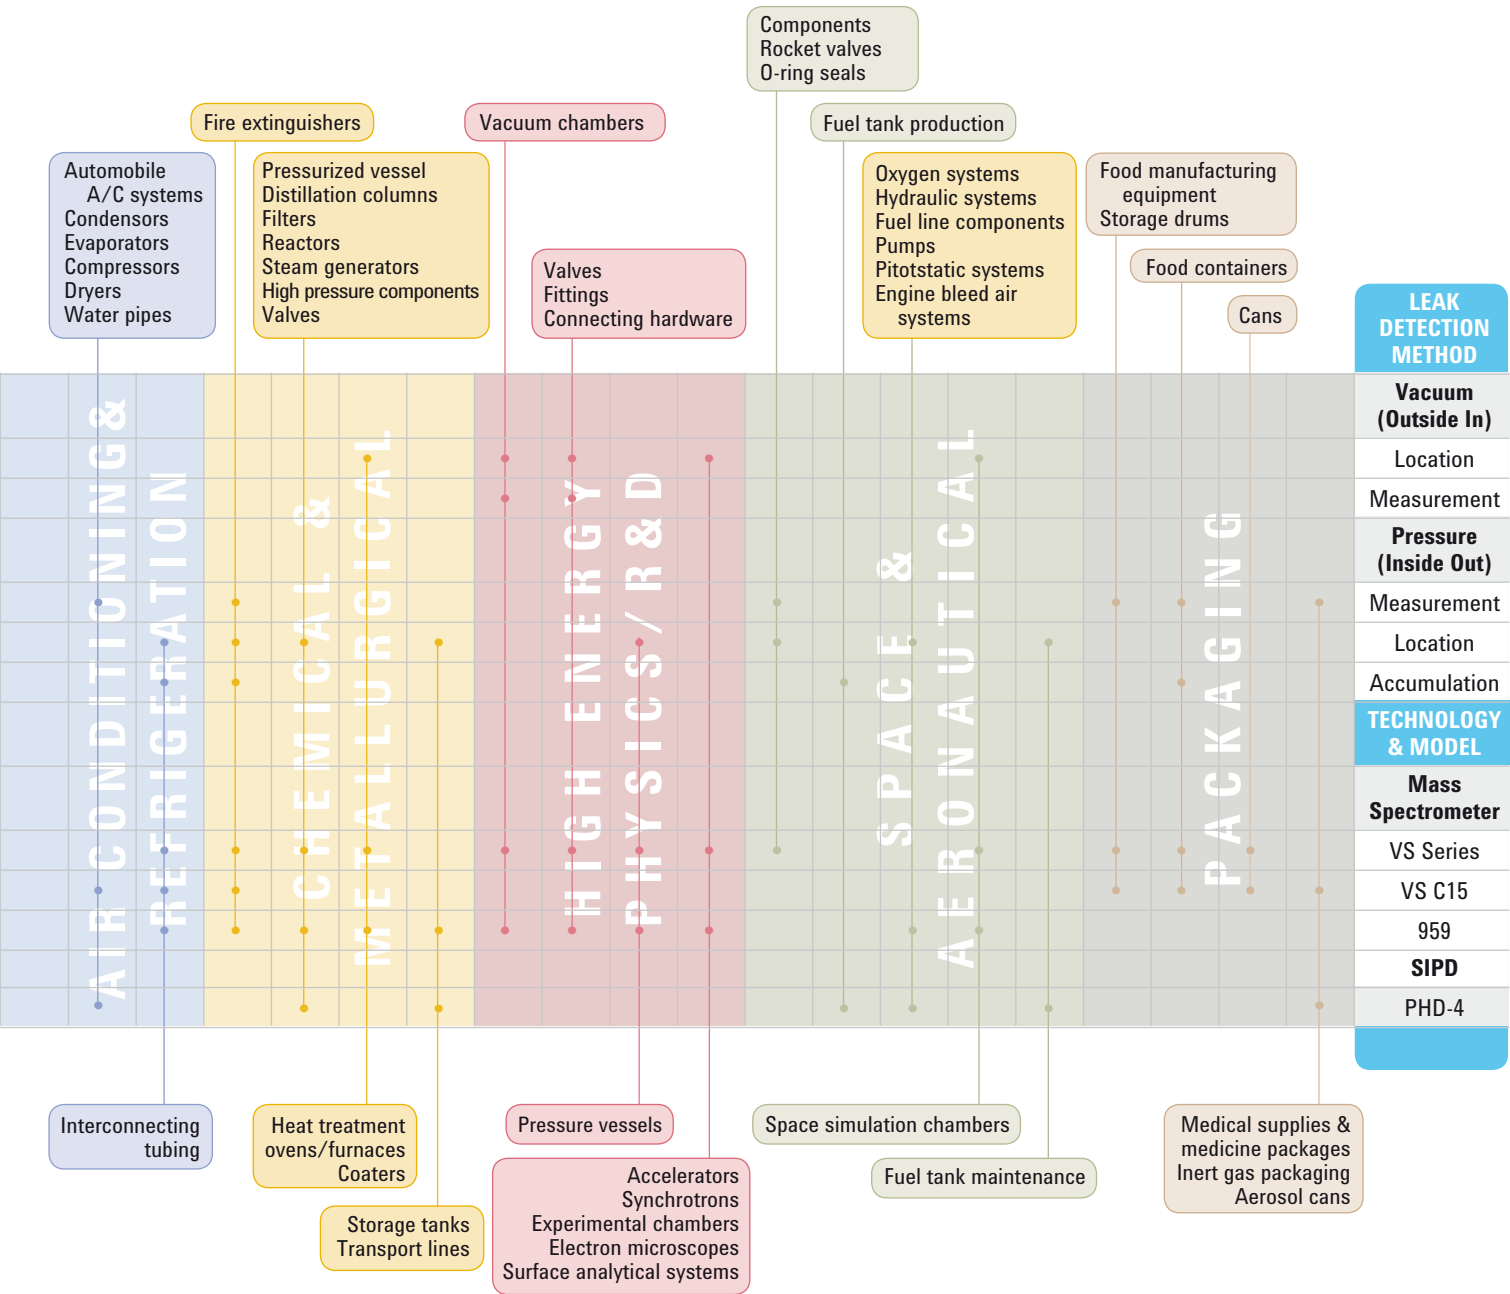 Components
Rocket valves
O-ring seals
Fire extinguishers
Vacuum chambers
Fuel tank production
Automobile
A/C systems
Condensors
Evaporators
Compressors
Dryers
Water pipes
Pressurized vessel
Distillation columns
Filters
Reactors
Steam generators
High pressure components
Valves
Valves
Fittings
Connecting hardware
Oxygen systems
Hydraulic systems
Fuel line components
Pumps
Pitotstatic systems
Engine bleed air
systems
Food manufacturing
equipment
Storage drums
Food containers
Cans
LEAK
DETECTION
METHOD
Vacuum
(Outside In)
Location
Measurement
Pressure
(Inside Out)
Measurement
Location
Accumulation
TECHNOLOGY
& MODEL
Mass
Spectrometer
VS Series
VS C15
959
SIPD
PHD-4
AIR CONDITIONING &
REFRIGERATION
CHEMICAL &
METALLURGICAL
HIGH ENERGY
PHYSICS/R&D
SPACE &
AERONAUTICAL
PACKAGING
Interconnecting
tubing
Heat treatment
ovens/furnaces
Coaters
Storage tanks
Transport lines
Pressure vessels
Accelerators
Synchrotrons
Experimental chambers
Electron microscopes
Surface analytical systems
Space simulation chambers
Fuel tank maintenance
Medical supplies &
medicine packages
Inert gas packaging
Aerosol cans